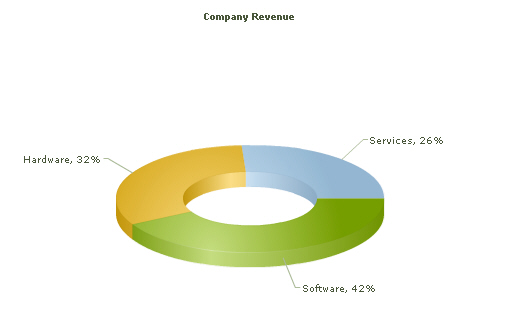 Company Revenue
Services, 26%
Hardware, 32%
Software, 42%